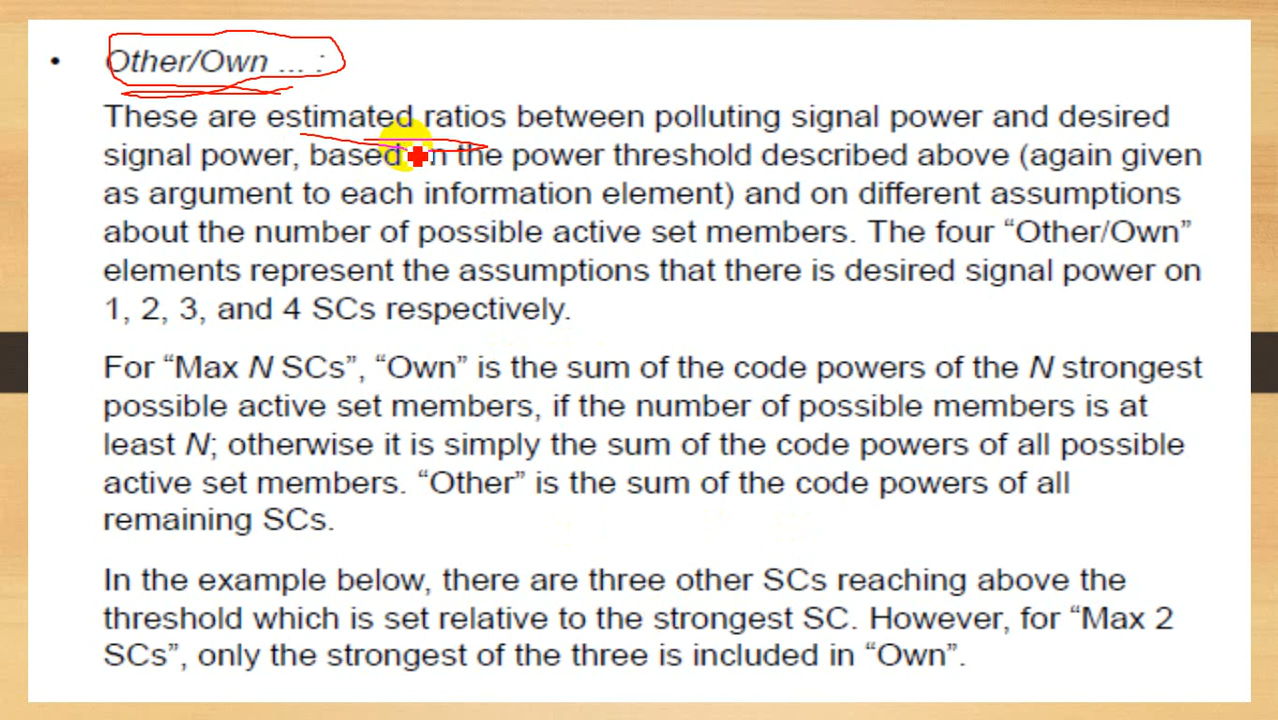 • Other/Own ... :
These are estimated ratios between polluting signal power and desired
signal power, based on the power threshold described above (again given
as argument to each information element) and on different assumptions
about the number of possible active set members. The four “Other/Own”
elements represent the assumptions that there is desired signal power on
1, 2, 3, and 4 SCs respectively.
For “Max N SCs”, “Own” is the sum of the code powers of the N strongest
possible active set members, if the number of possible members is at
least N; otherwise it is simply the sum of the code powers of all possible
active set members. “Other” is the sum of the code powers of all
remaining SCs.
In the example below, there are three other SCs reaching above the
threshold which is set relative to the strongest SC. However, for “Max 2
SCs”, only the strongest of the three is included in “Own”.